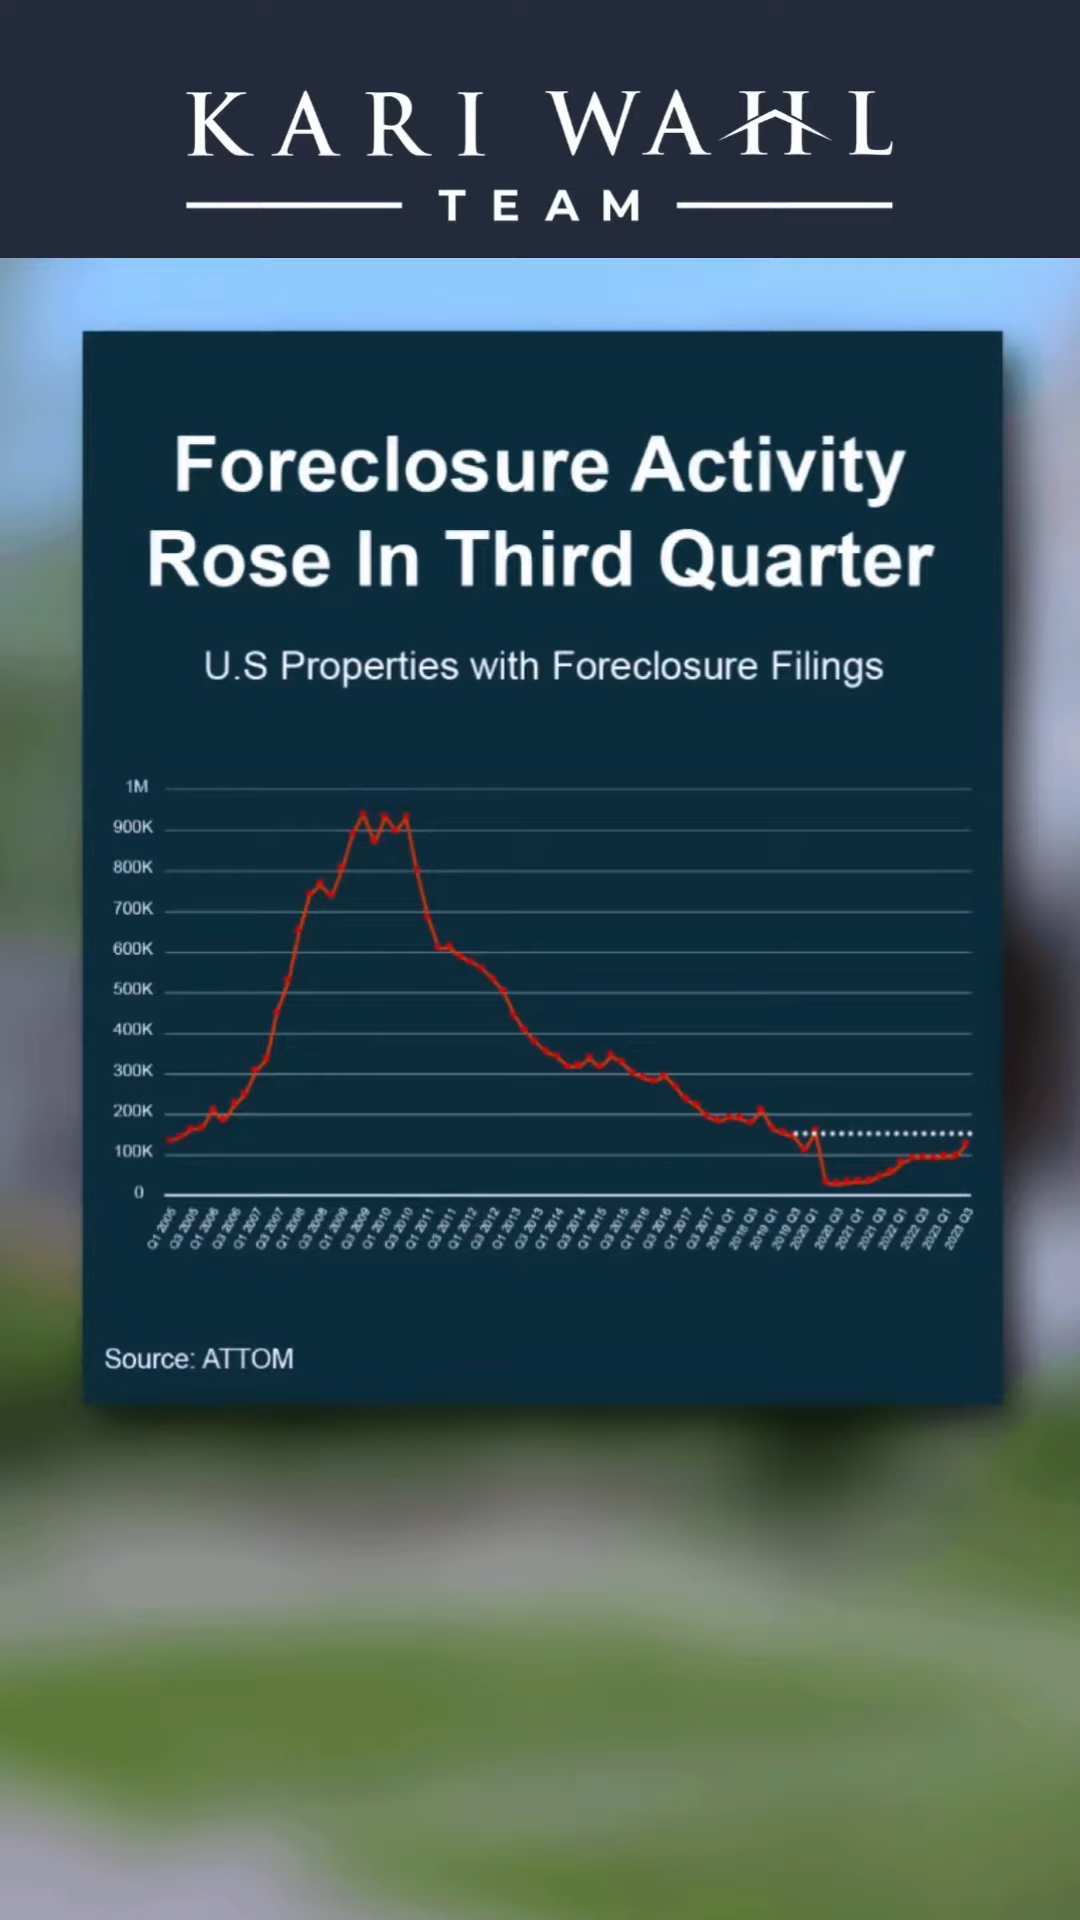 KARI WAHL
TEAM
Foreclosure Activity
Rose In Third Quarter
U.S Properties with Foreclosure Filings
1M
900K
800K
700K
600K
500K
400K
300K
200K
100K
0
Q1 2005
Q3 2005
Q1 2006
Q3 2006
Q1 2007
Q3 2007
Q1 2008
Q3 2008
Q1 2009
Q3 2009
Q1 2010
Q3 2010
Q1 2011
Q3 2011
Q1 2012
Q3 2012
Q1 2013
Q3 2013
Q1 2014
Q3 2014
Q1 2015
Q3 2015
Q1 2016
Q3 2016
Q1 2017
Q3 2017
2018 Q1
2018 Q3
2019 Q1
2019 Q3
2020 Q1
2020 Q3
2021 Q1
2021 Q3
2022 Q1
2022 Q3
2023 Q1
2023 Q3
Source: ATTOM